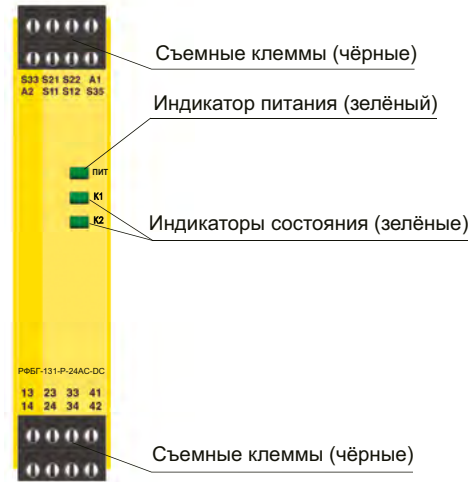 Съемные клеммы (чёрные)
S33 S21 S22 A1
A2 S11 S12 S35
Индикатор питания (зелёный)
ПИТ
K1
K2
Индикаторы состояния (зелёные)
РФБГ-131-Р-24AC-DC
13 23 33 41
14 24 34 42
Съемные клеммы (чёрные)